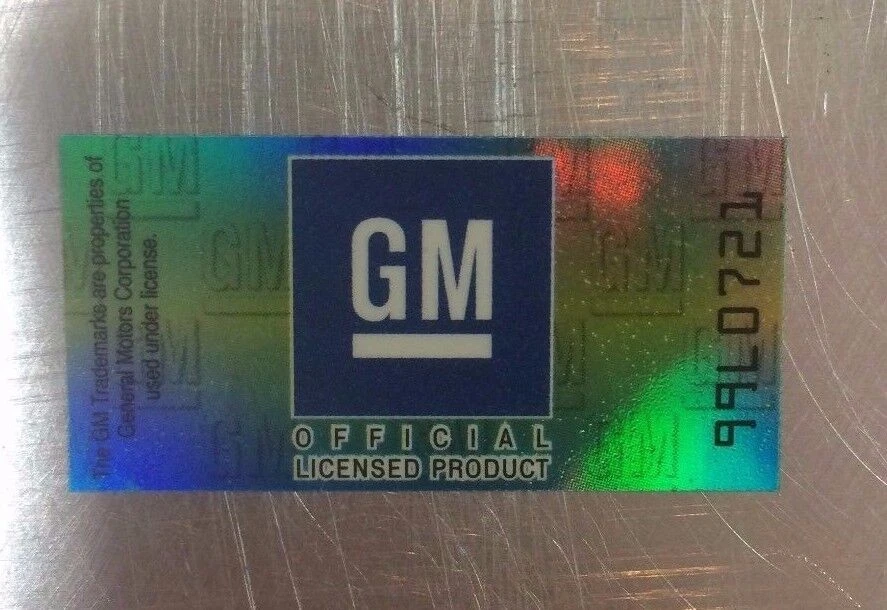 The GM Trademarks are properties of
General Motors Corporation
used under license.
GM
OFFICIAL
LICENSED PRODUCT
99L0721